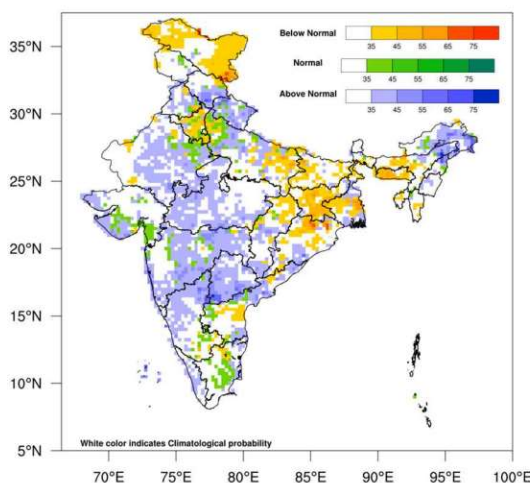 35°N
30°N
25°N
20°N
15°N
10°N
5°N
Below Normal
35 45 55 65 75
Normal
35 45 55 65 75
Above Normal
35 45 55 65 75
White color indicates Climatological probability
70°E 75°E 80°E 85°E 90°E 95°E 100°E